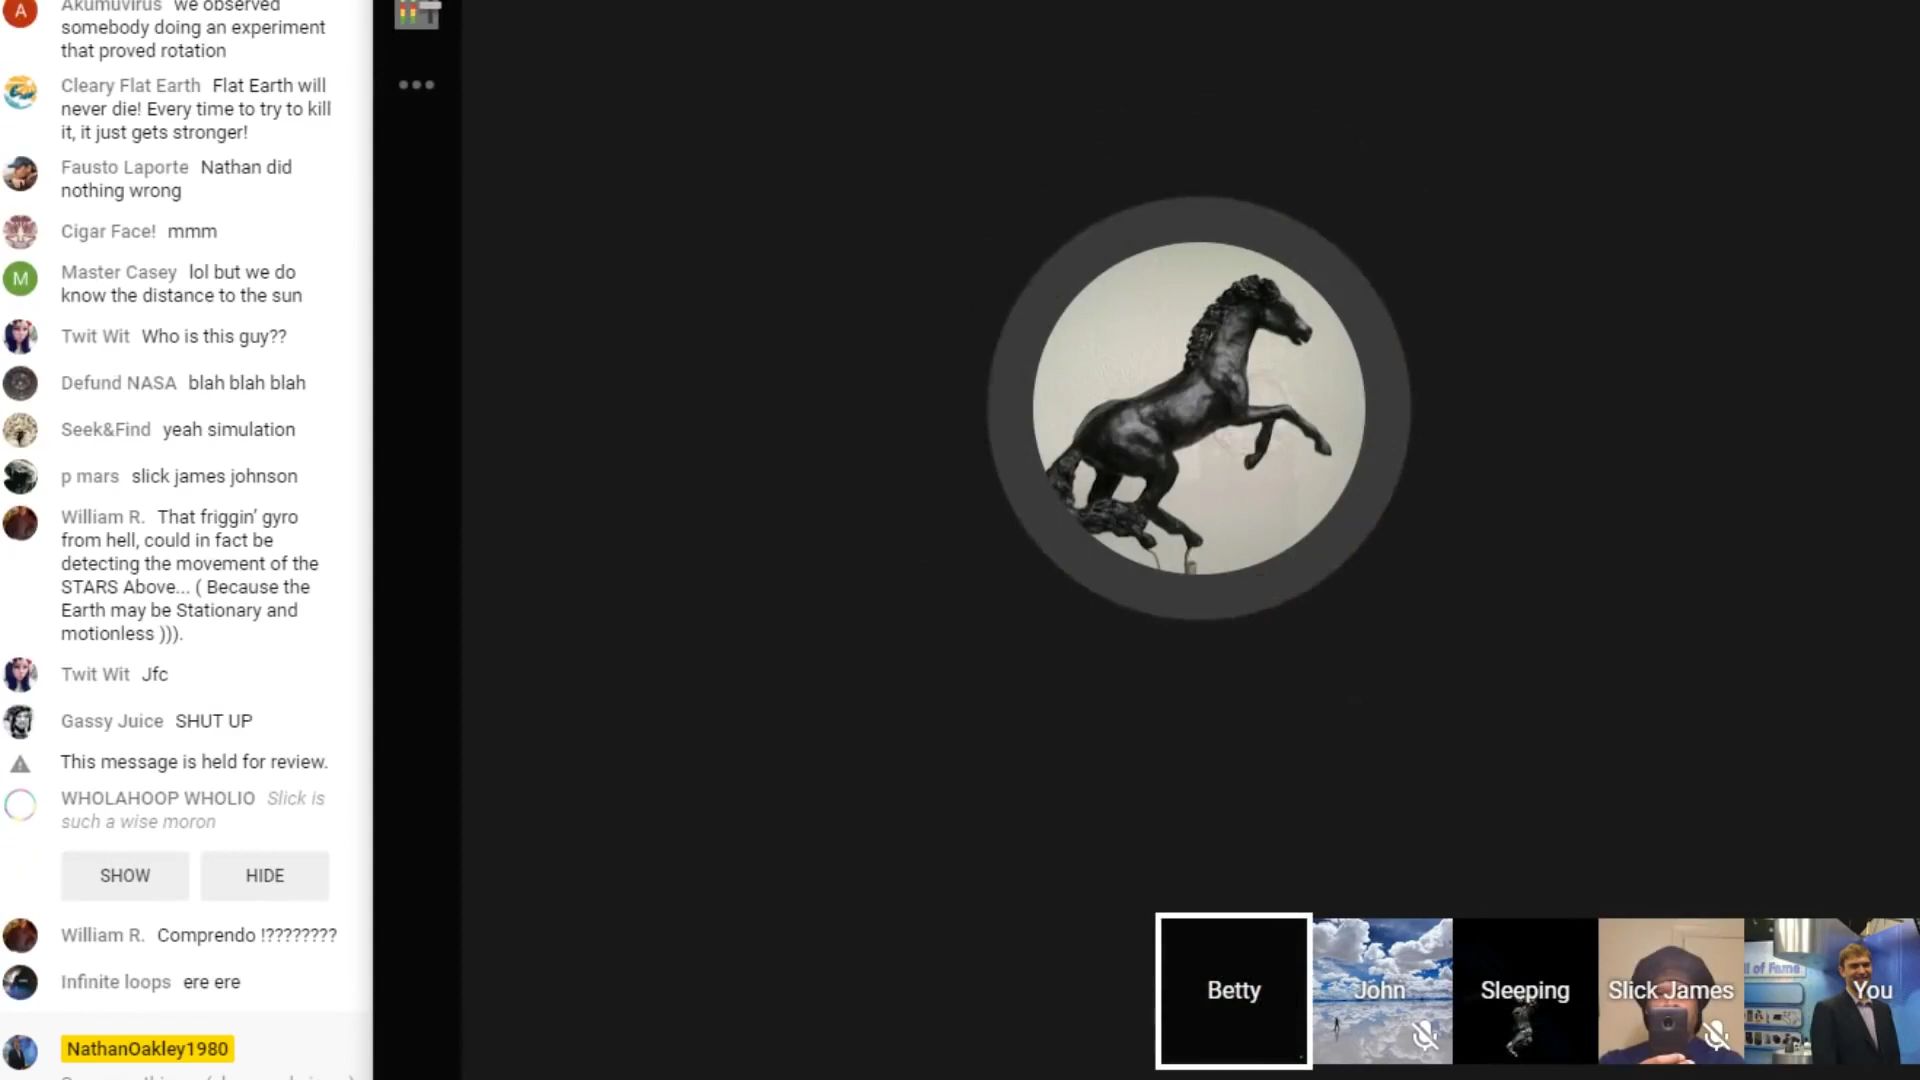 Akumuvirus we observed
somebody doing an experiment
that proved rotation
Cleary Flat Earth Flat Earth will
never die! Every time to try to kill
it, it just gets stronger!
Fausto Laporte Nathan did
nothing wrong
Cigar Face! mmm
M
Master Casey lol but we do
know the distance to the sun
Twit Wit Who is this guy??
Defund NASA blah blah blah
Seek&Find yeah simulation
p mars slick james johnson
William R. That friggin’ gyro
from hell, could in fact be
detecting the movement of the
STARS Above... ( Because the
Earth may be Stationary and
motionless ))).
Twit Wit Jfc
Gassy Juice SHUT UP
This message is held for review.
WHOLAHOOP WHOLIO Slick is
such a wise moron
SHOW HIDE
William R. Comprendo !????????
Infinite loops ere ere
NathanOakley1980
A
Betty
John
Sleeping
Slick James
of Fame
You